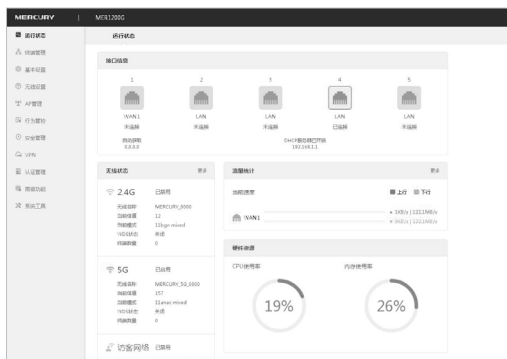 MERCURY | MER1200G
运行状态
运行状态
终端管理
基本设置
无线设置
AP管理
行为管控
安全管理
VPN
认证管理
高级功能
系统工具
接口信息
1 2 3 4 5
WAN1 LAN LAN LAN LAN
未连接 未连接 未连接 已连接 未连接
自动获取
0.0.0.0
DHCP服务器已开启
192.168.1.1
无线状态 更多
2.4G 已启用
无线名称 MERCURY_0000
当前信道 12
当前模式 11bgn mixed
WDS状态 关闭
终端数量 0
5G 已启用
无线名称 MERCURY_5G_0000
当前信道 157
当前模式 11anac mixed
WDS状态 关闭
终端数量 0
访客网络 已禁用
流量统计 更多
当前速度 上行 下行
WAN1
硬件资源
CPU使用率 内存使用率
19% 26%